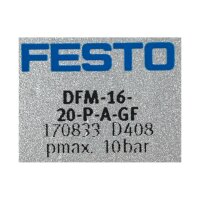 FESTO
DFM-16-
20-P-A-GF
170833 D408
pmax. 10bar